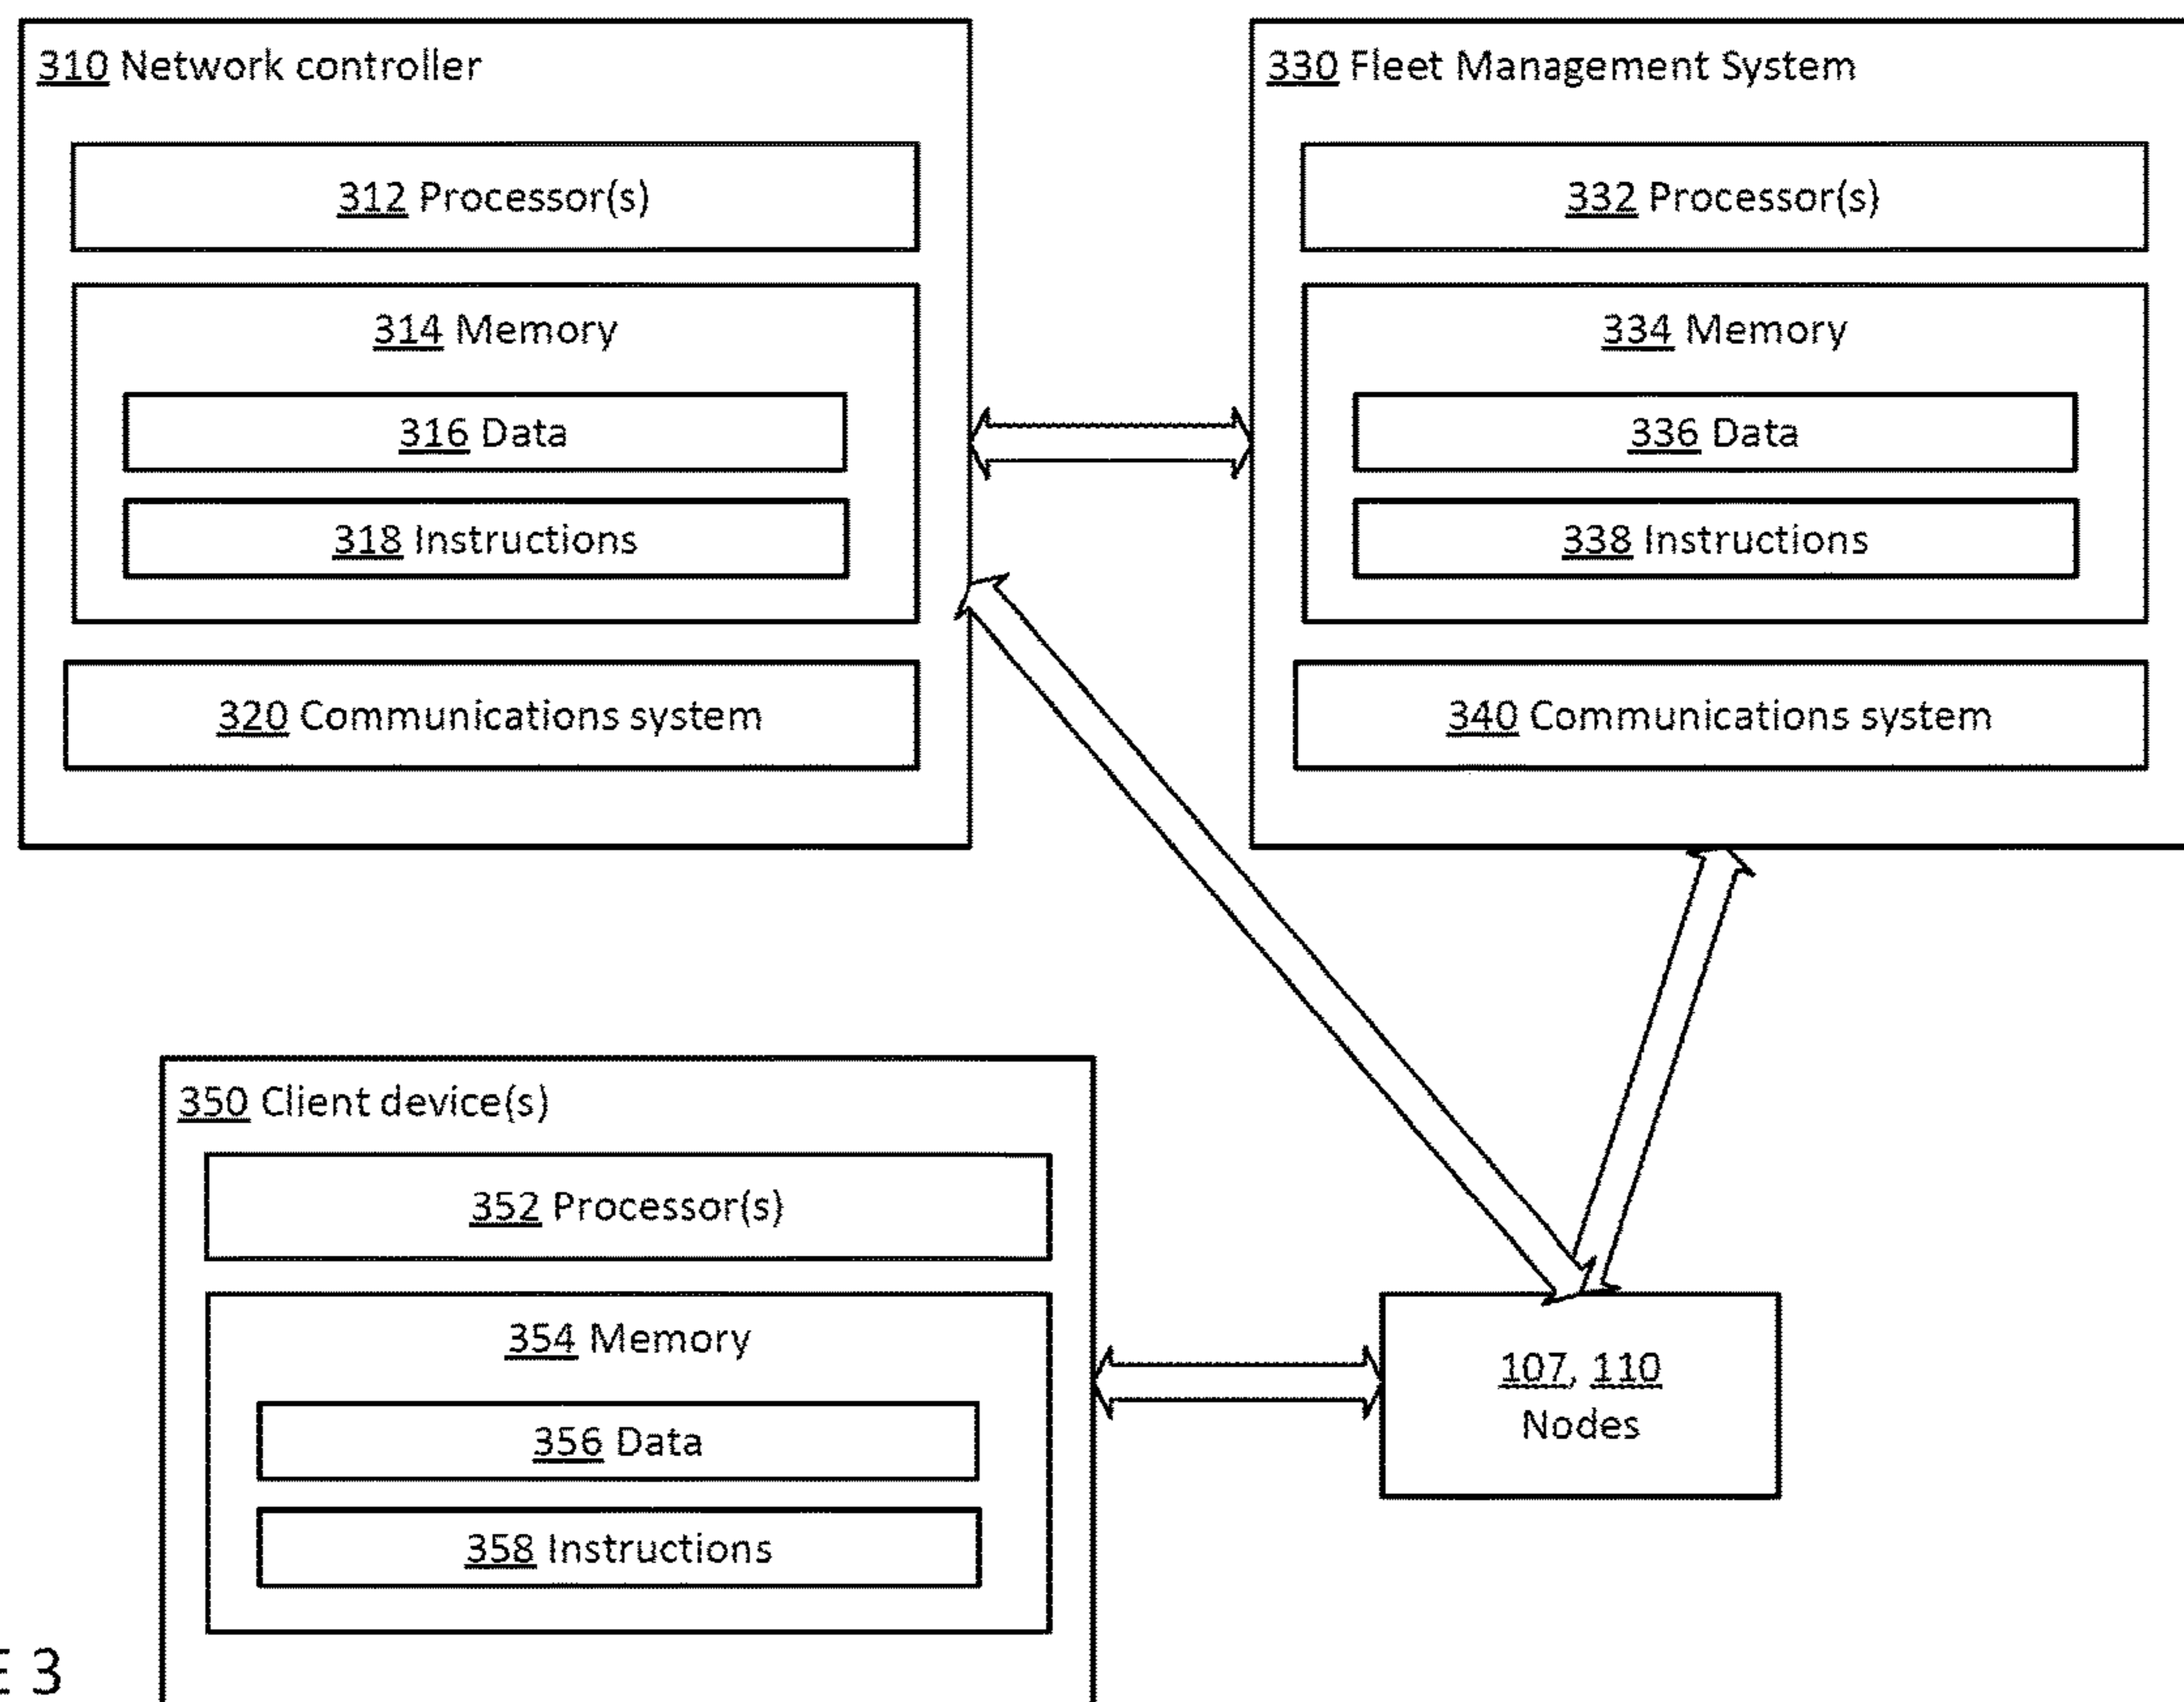 310 Network controller
312 Processor(s)
314 Memory
316 Data
318 Instructions
320 Communications system
330 Fleet Management System
332 Processor(s)
334 Memory
336 Data
338 Instructions
340 Communications system
350 Client device(s)
352 Processor(s)
354 Memory
356 Data
358 Instructions
107, 110
Nodes
E 3